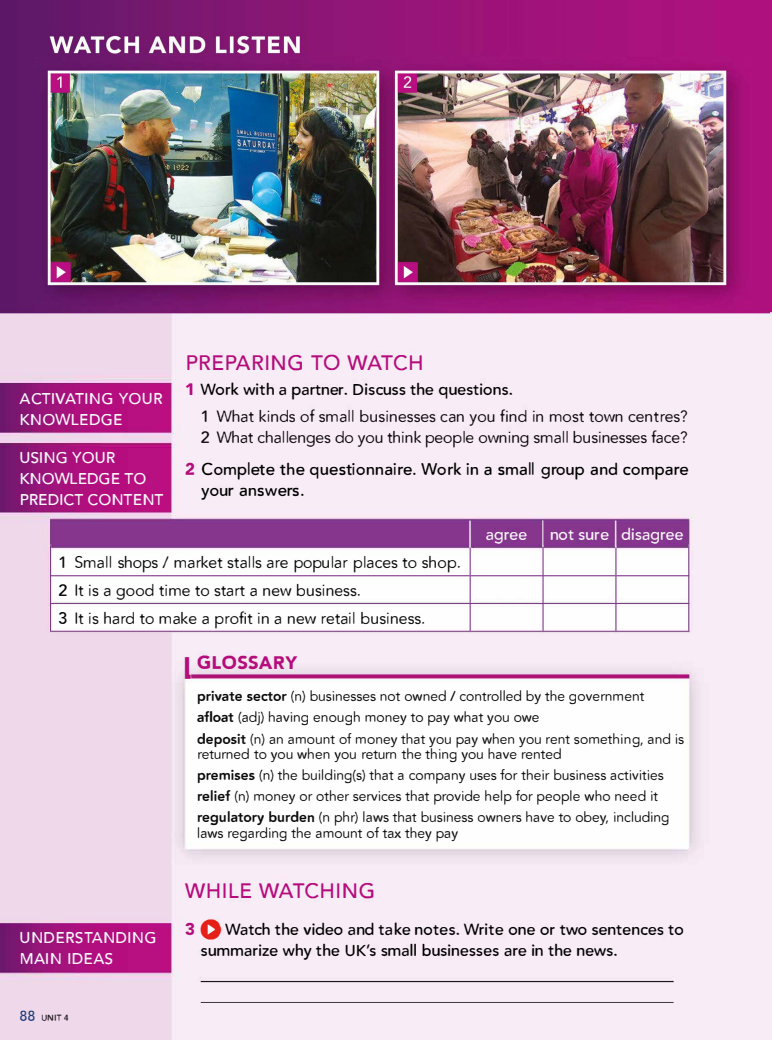 WATCH AND LISTEN
1
SMALL BUSINESS
SATURDAY
2
PREPARING TO WATCH
ACTIVATING YOUR
KNOWLEDGE
1 Work with a partner. Discuss the questions.
1 What kinds of small businesses can you find in most town centres?
2 What challenges do you think people owning small businesses face?
USING YOUR
KNOWLEDGE TO
PREDICT CONTENT
2 Complete the questionnaire. Work in a small group and compare
your answers.
agree not sure disagree
1 Small shops / market stalls are popular places to shop.
2 It is a good time to start a new business.
3 It is hard to make a profit in a new retail business.
GLOSSARY
private sector (n) businesses not owned / controlled by the government
afloat (adj) having enough money to pay what you owe
deposit (n) an amount of money that you pay when you rent something, and is
returned to you when you return the thing you have rented
premises (n) the building(s) that a company uses for their business activities
relief (n) money or other services that provide help for people who need it
regulatory burden (n phr) laws that business owners have to obey, including
laws regarding the amount of tax they pay
WHILE WATCHING
UNDERSTANDING
MAIN IDEAS
3 Watch the video and take notes. Write one or two sentences to
summarize why the UK's small businesses are in the news.
88 UNIT 4